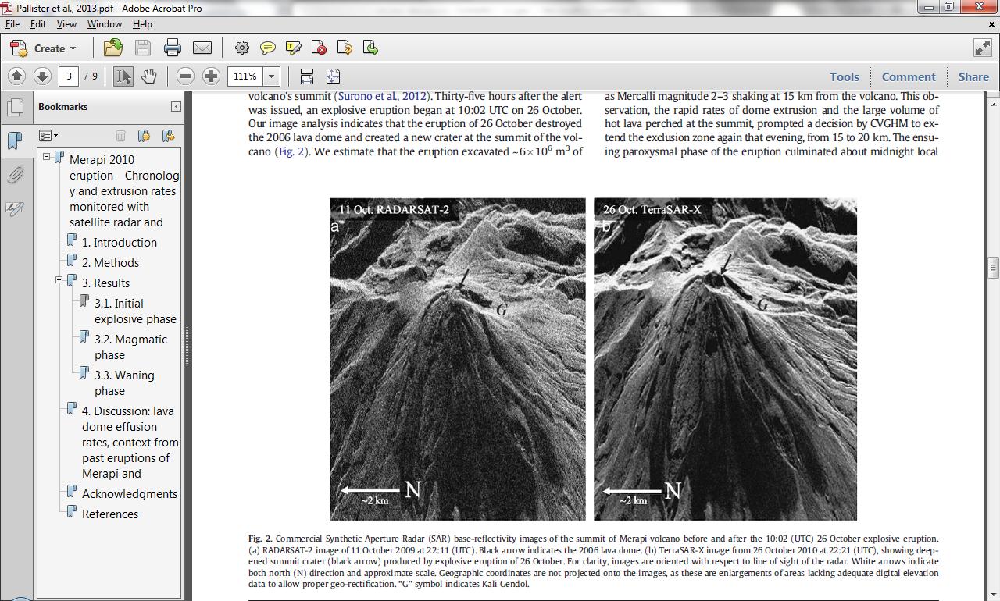 Pallister et al., 2013.pdf - Adobe Acrobat Pro
File Edit View Window Help
Create
3 / 9
111%
Tools Comment Share
Bookmarks
Merapi 2010
eruption—Chronolog
y and extrusion rates
monitored with
satellite radar and
1. Introduction
2. Methods
3. Results
3.1. Initial
explosive phase
3.2. Magmatic
phase
3.3. Waning
phase
4. Discussion: lava
dome effusion
rates, context from
past eruptions of
Merapi and
Acknowledgments
References
volcano's summit (Surono et al., 2012). Thirty-five hours after the alert
was issued, an explosive eruption began at 10:02 UTC on 26 October.
Our image analysis indicates that the eruption of 26 October destroyed
the 2006 lava dome and created a new crater at the summit of the vol-
cano (Fig. 2). We estimate that the eruption excavated ~6×10⁶ m³ of
as Mercalli magnitude 2–3 shaking at 15 km from the volcano. This ob-
servation, the rapid rates of dome extrusion and the large volume of
hot lava perched at the summit, prompted a decision by CVGHM to ex-
tend the exclusion zone again that evening, from 15 to 20 km. The ensu-
ing paroxysmal phase of the eruption culminated about midnight local
11 Oct. RADARSAT-2
a
G
N
~2 km
26 Oct. TerraSAR-X
b
G
N
~2 km
Fig. 2. Commercial Synthetic Aperture Radar (SAR) base-reflectivity images of the summit of Merapi volcano before and after the 10:02 (UTC) 26 October explosive eruption.
(a) RADARSAT-2 image of 11 October 2009 at 22:11 (UTC). Black arrow indicates the 2006 lava dome. (b) TerraSAR-X image from 26 October 2010 at 22:21 (UTC), showing deep-
ened summit crater (black arrow) produced by explosive eruption of 26 October. For clarity, images are oriented with respect to line of sight of the radar. White arrows indicate
both north (N) direction and approximate scale. Geographic coordinates are not projected onto the images, as these are enlargements of areas lacking adequate digital elevation
data to allow proper geo-rectification. “G” symbol indicates Kali Gendol.